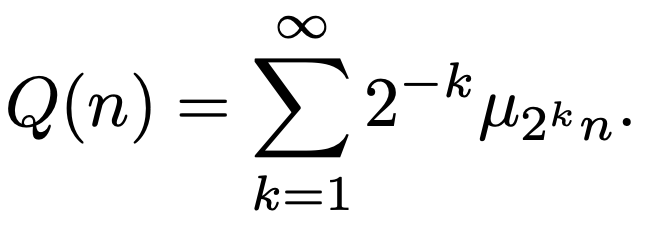 Q(n) = \sum_{k=1}^{\infty} 2^{-k} \mu_{2^k n}.